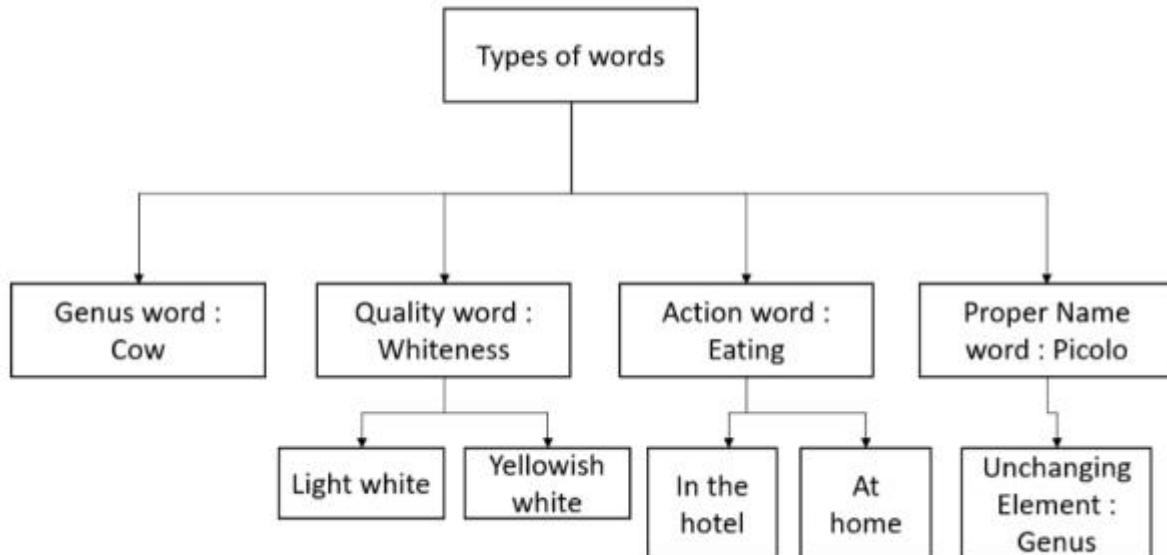 Types of words
Genus word :
Cow
Quality word :
Whiteness
Action word :
Eating
Proper Name
word : Picolo
Light white
Yellowish
white
In the
hotel
At
home
Unchanging
Element :
Genus